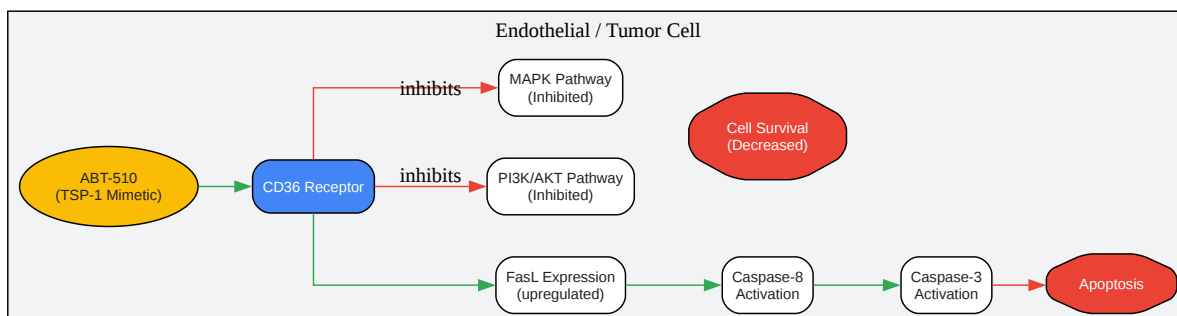 Endothelial / Tumor Cell
MAPK Pathway
(Inhibited)
inhibits
Cell Survival
(Decreased)
ABT-510
(TSP-1 Mimetic)
CD36 Receptor
inhibits
PI3K/AKT Pathway
(Inhibited)
FasL Expression
(upregulated)
Caspase-8
Activation
Caspase-3
Activation
Apoptosis